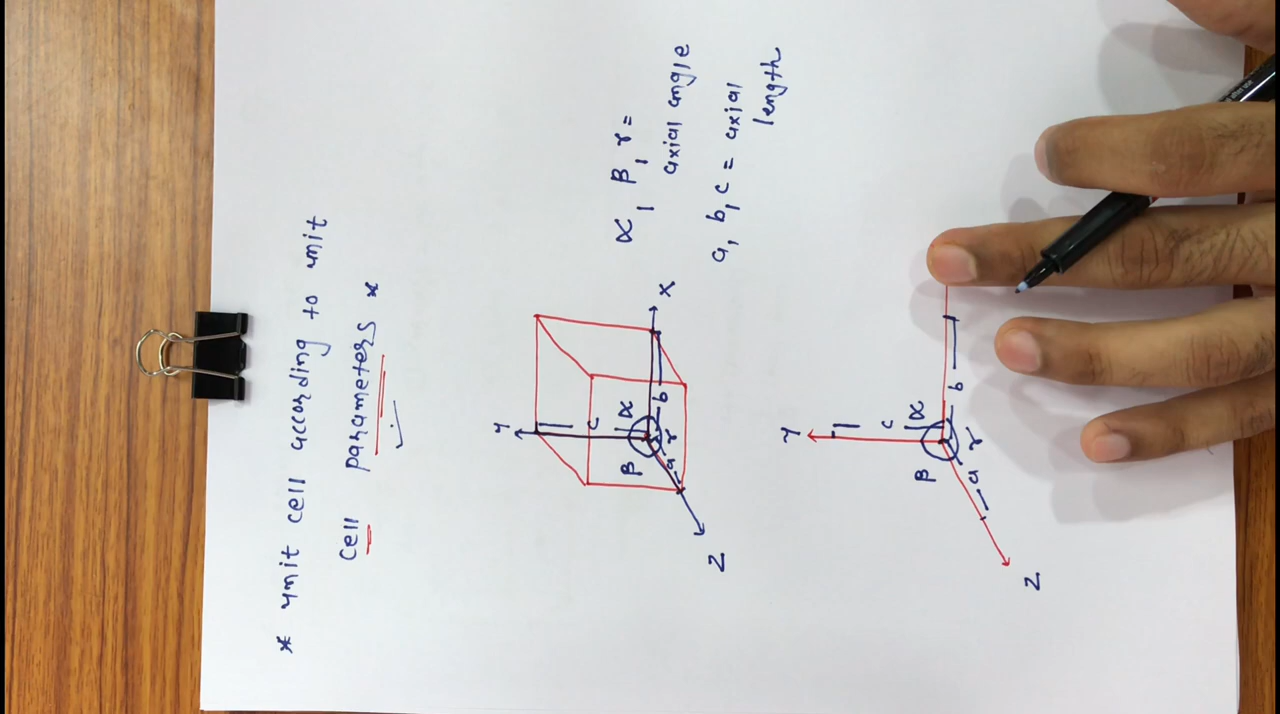 * unit cell according to unit
cell parameters *
α, β, γ =
axial angle
a, b, c = axial
length
Y
c
α
b
X
β
γ
a
Z
Y
c
α
b
β
γ
a
Z